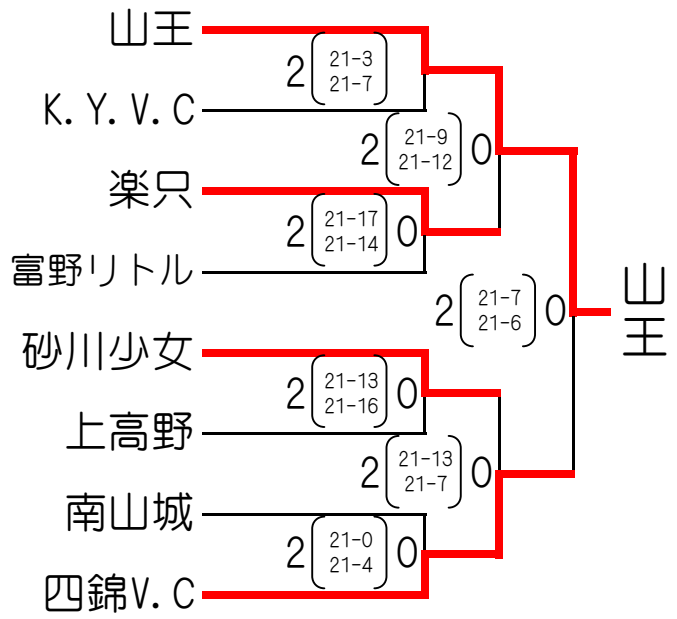 山王
2 21-3
21-7
K.Y.V.C
2 21-9 0
21-12
楽只
2 21-17 0
21-14
富野リトル
2 21-7 0
21-6
山王
砂川少女
2 21-13 0
21-16
上高野
2 21-13 0
21-7
南山城
2 21-0 0
21-4
四錦V.C